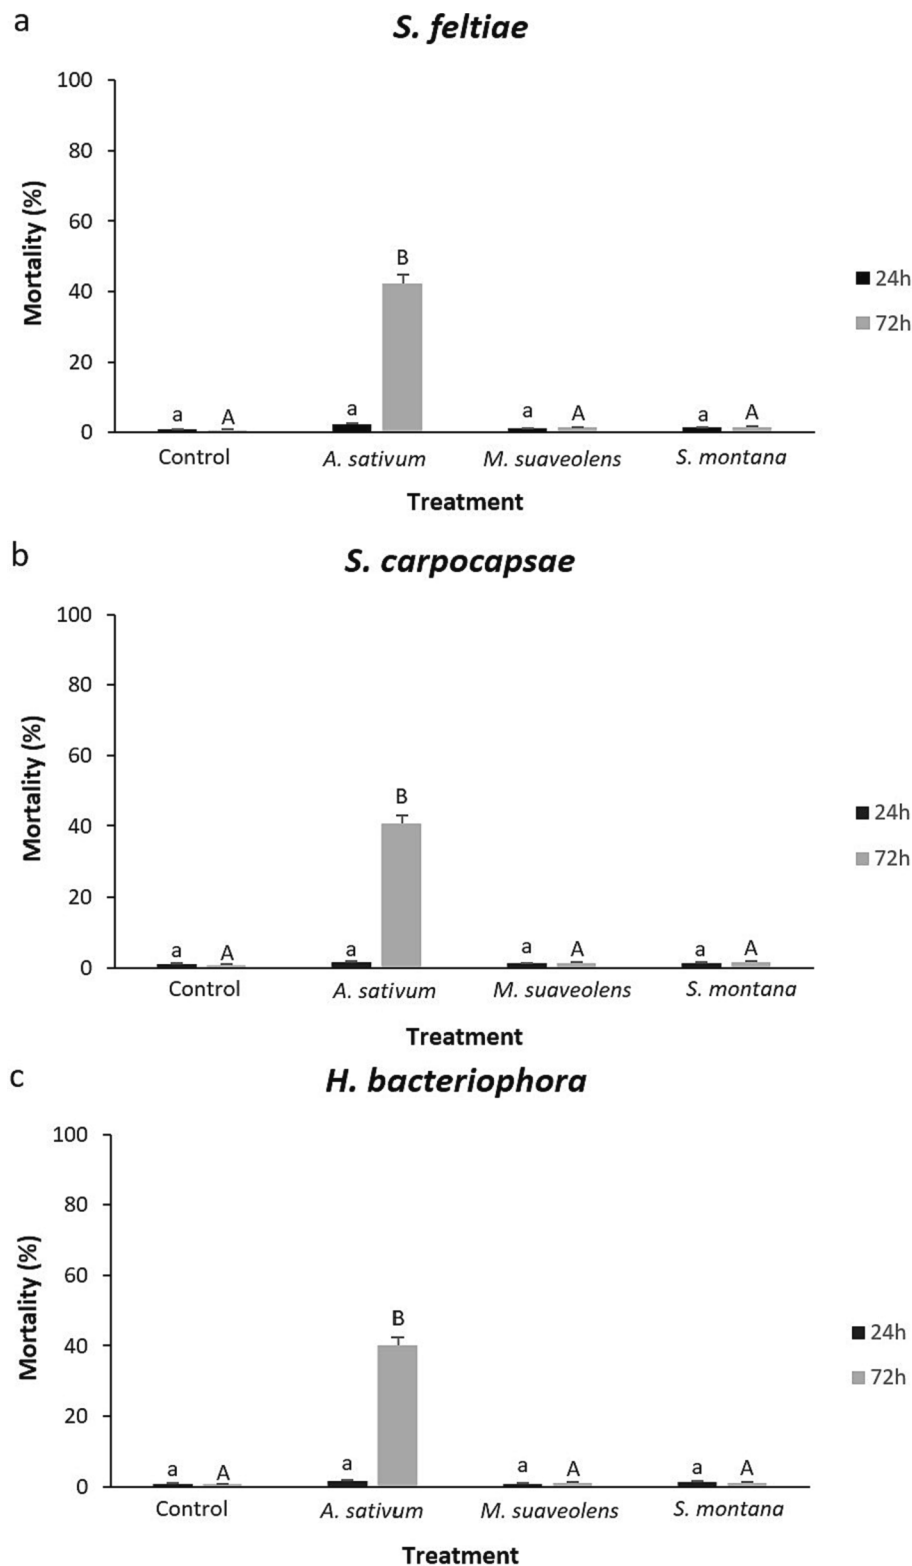 a
S. feltiae
100
80
60
40
20
0
Mortality (%)
a A a B a A a A
Control A. sativum M. suaveolens S. montana
Treatment
24h
72h
b
S. carpocapsae
100
80
60
40
20
0
Mortality (%)
a A a B a A a A
Control A. sativum M. suaveolens S. montana
Treatment
24h
72h
c
H. bacteriophora
100
80
60
40
20
0
Mortality (%)
a A a B a A a A
Control A. sativum M. suaveolens S. montana
Treatment
24h
72h